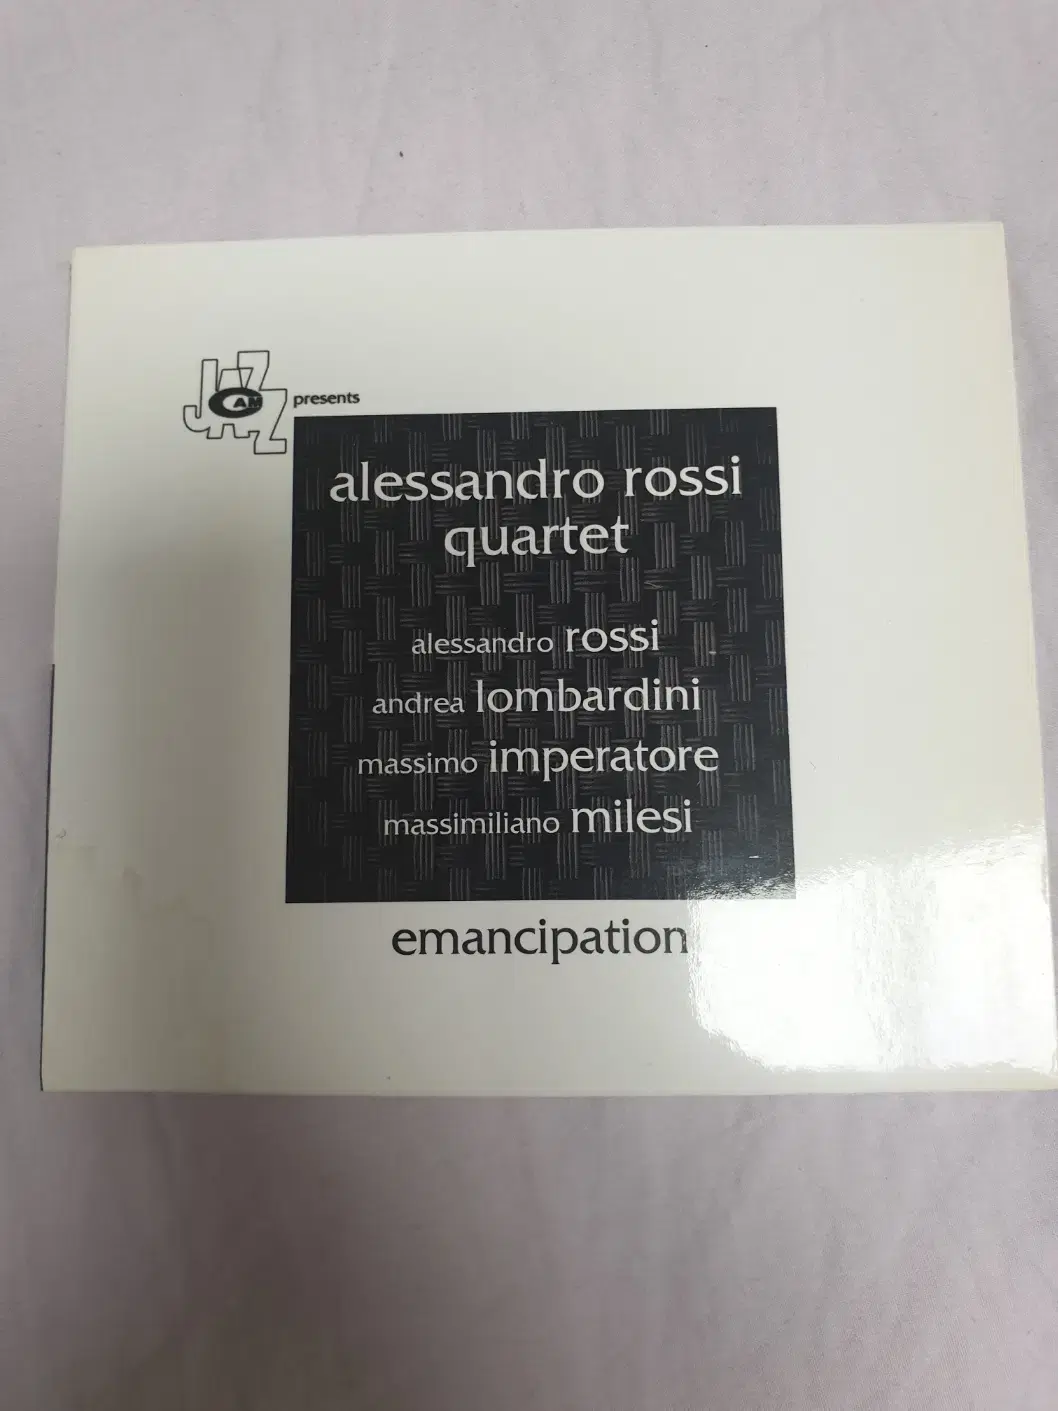 JAZZ
CAM
presents
alessandro rossi
quartet
alessandro rossi
andrea lombardini
massimo imperatore
massimiliano milesi
emancipation